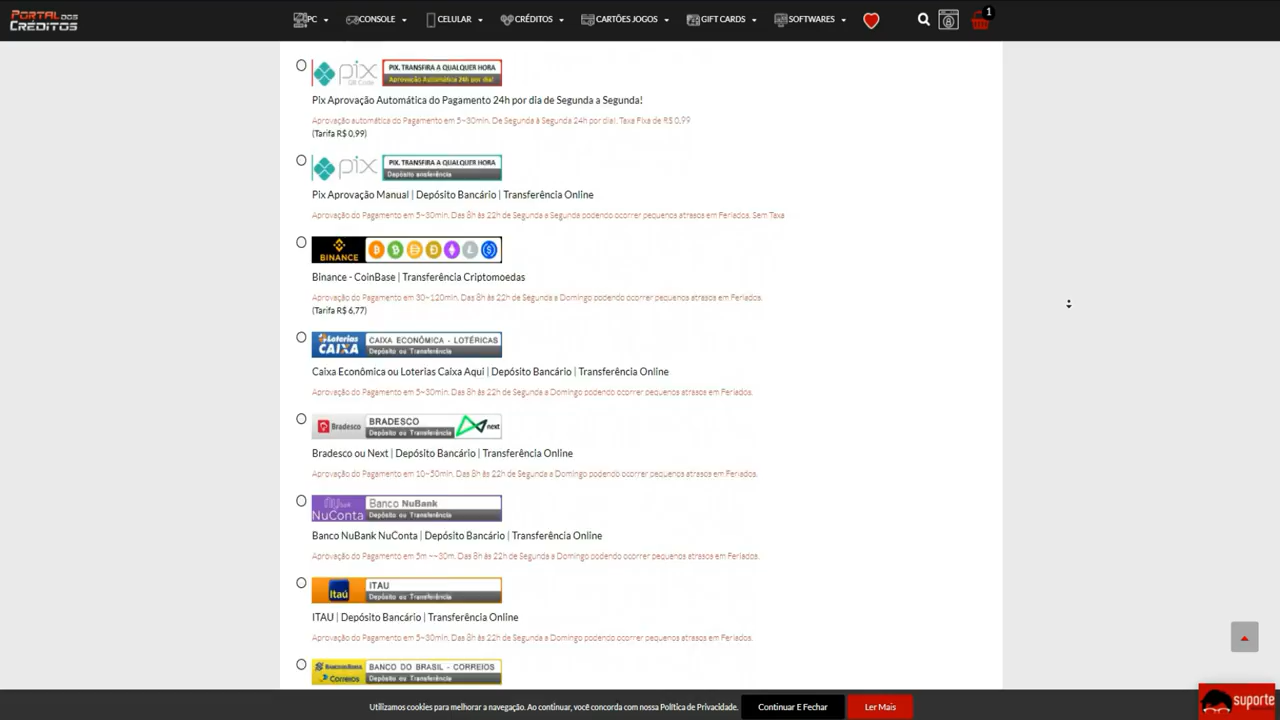 PORTAL DOS CRÉDITOS
PC
CONSOLE
CELULAR
CRÉDITOS
CARTÕES JOGOS
GIFT CARDS
SOFTWARES
1
pix
QR Code
PIX. TRANSFIRA A QUALQUER HORA
Aprovação Automática 24h por dia!
Pix Aprovação Automática do Pagamento 24h por dia de Segunda a Segunda!
Aprovação automática do Pagamento em 5~30min. De Segunda à Segunda 24h por dia!. Taxa Fixa de R$ 0,99
(Tarifa R$ 0,99)
pix
PIX. TRANSFIRA A QUALQUER HORA
Pix Aprovação Manual | Depósito Bancário | Transferência Online
Aprovação do Pagamento em 5~30min. Das 8h às 22h de Segunda a Segunda podendo ocorrer pequenos atrasos em Feriados. Sem Taxa
BINANCE
Binance - CoinBase | Transferência Criptomoedas
Aprovação do Pagamento em 30~120min. Das 8h às 22h de Segunda a Domingo podendo ocorrer pequenos atrasos em Feriados.
(Tarifa R$ 6,77)
Loterias CAIXA
CAIXA ECONÔMICA - LOTÉRICAS
Depósito ou Transferência
Caixa Econômica ou Loterias Caixa Aqui | Depósito Bancário | Transferência Online
Aprovação do Pagamento em 5~30min. Das 8h às 22h de Segunda a Domingo podendo ocorrer pequenos atrasos em Feriados.
Bradesco
BRADESCO
Depósito ou Transferência
next
Bradesco ou Next | Depósito Bancário | Transferência Online
Aprovação do Pagamento em 10~50min. Das 8h às 22h de Segunda a Domingo podendo ocorrer pequenos atrasos em Feriados.
NuConta
Banco NuBank
Depósito ou Transferência
Banco NuBank NuConta | Depósito Bancário | Transferência Online
Aprovação do Pagamento em 5m ~~30m. Das 8h às 22h de Segunda a Domingo podendo ocorrer pequenos atrasos em Feriados.
Itaú
ITAU
Depósito ou Transferência
ITAU | Depósito Bancário | Transferência Online
Aprovação do Pagamento em 5~30min. Das 8h às 22h de Segunda a Domingo podendo ocorrer pequenos atrasos em Feriados.
BANCO DO BRASIL
Correios
BANCO DO BRASIL - CORREIOS
Depósito ou Transferência
Utilizamos cookies para melhorar a navegação. Ao continuar, você concorda com nossa Política de Privacidade.
Continuar E Fechar
Ler Mais
suporte